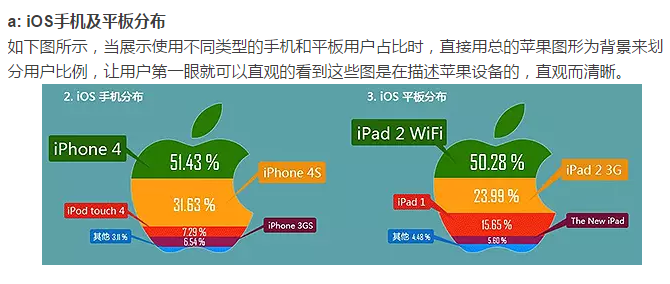 a: iOS手机及平板分布
如下图所示，当展示使用不同类型的手机和平板用户占比时，直接用总的苹果图形为背景来划
分用户比例，让用户第一眼就可以直观的看到这些图是在描述苹果设备的，直观而清晰。
2. iOS 手机分布
iPhone 4
51.43 %
iPhone 4S
31.63 %
iPod touch 4
7.29 %
iPhone 3GS
6.54 %
其他 3.11 %
3. iOS 平板分布
iPad 2 WiFi
50.28 %
iPad 2 3G
23.99 %
iPad 1
15.65 %
The New iPad
5.60 %
其他 4.48 %